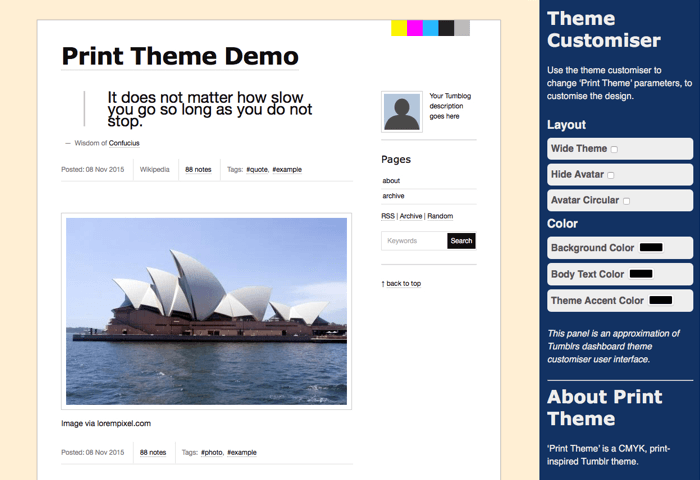 Print Theme Demo
It does not matter how slow
you go so long as you do not
stop.
— Wisdom of Confucius
Posted: 08 Nov 2015 Wikipedia 88 notes Tags: #quote, #example
Image via lorempixel.com
Posted: 08 Nov 2015 88 notes Tags: #photo, #example
Your Tumblog
description
goes here
Pages
about
archive
RSS | Archive | Random
Keywords Search
↑ back to top
Theme
Customiser
Use the theme customiser to
change 'Print Theme' parameters, to
customise the design.
Layout
Wide Theme
Hide Avatar
Avatar Circular
Color
Background Color
Body Text Color
Theme Accent Color
This panel is an approximation of
Tumblrs dashboard theme
customiser user interface.
About Print
Theme
'Print Theme' is a CMYK, print-
inspired Tumblr theme.